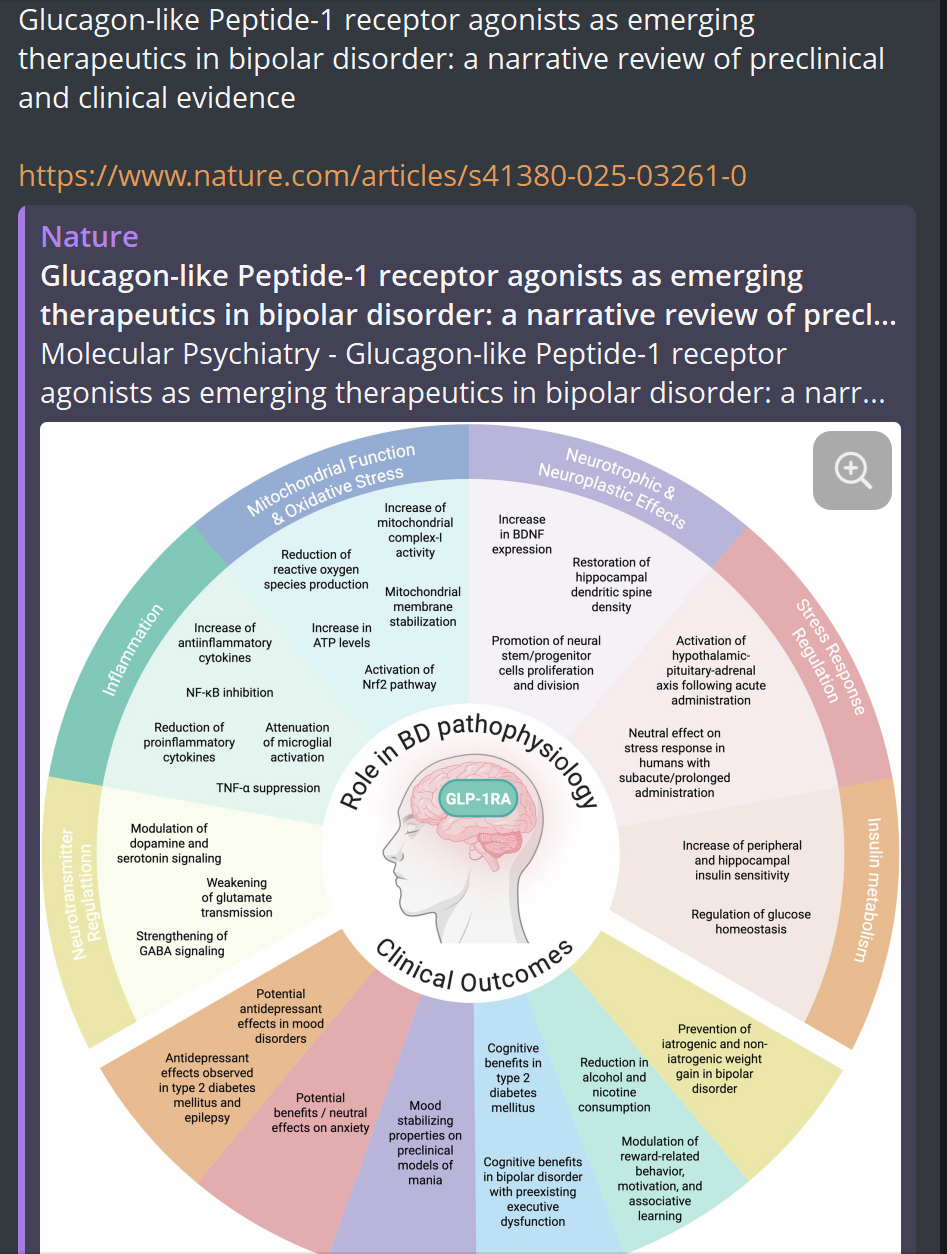 Glucagon-like Peptide-1 receptor agonists as emerging
therapeutics in bipolar disorder: a narrative review of preclinical
and clinical evidence
https://www.nature.com/articles/s41380-025-03261-0
Nature
Glucagon-like Peptide-1 receptor agonists as emerging
therapeutics in bipolar disorder: a narrative review of precl...
Molecular Psychiatry - Glucagon-like Peptide-1 receptor
agonists as emerging therapeutics in bipolar disorder: a narr...
Mitochondrial Function
& Oxidative Stress
Increase of
mitochondrial
complex-I
activity
Reduction of
reactive oxygen
species production
Mitochondrial
membrane
stabilization
Increase in
ATP levels
Activation of
Nrf2 pathway
Neurotrophic &
Neuroplastic Effects
Increase
in BDNF
expression
Restoration of
hippocampal
dendritic spine
density
Promotion of neural
stem/progenitor
cells proliferation
and division
Inflammation
Increase of
antiinflammatory
cytokines
NF-κB inhibition
Reduction of
proinflammatory
cytokines
Attenuation
of microglial
activation
TNF-α suppression
Stress Response
Regulation
Activation of
hypothalamic-
pituitary-adrenal
axis following acute
administration
Neutral effect on
stress response in
humans with
subacute/prolonged
administration
Role in BD pathophysiology
GLP-1RA
Clinical Outcomes
Neurotransmitter
Regulationn
Modulation of
dopamine and
serotonin signaling
Weakening
of glutamate
transmission
Strengthening of
GABA signaling
Insulin metabolism
Increase of peripheral
and hippocampal
insulin sensitivity
Regulation of glucose
homeostasis
Potential
antidepressant
effects in mood
disorders
Antidepressant
effects observed
in type 2 diabetes
mellitus and
epilepsy
Potential
benefits / neutral
effects on anxiety
Mood
stabilizing
properties on
preclinical
models of
mania
Cognitive
benefits in
type 2
diabetes
mellitus
Cognitive benefits
in bipolar disorder
with preexisting
executive
dysfunction
Reduction in
alcohol and
nicotine
consumption
Modulation of
reward-related
behavior,
motivation, and
associative
learning
Prevention of
iatrogenic and non-
iatrogenic weight
gain in bipolar
disorder